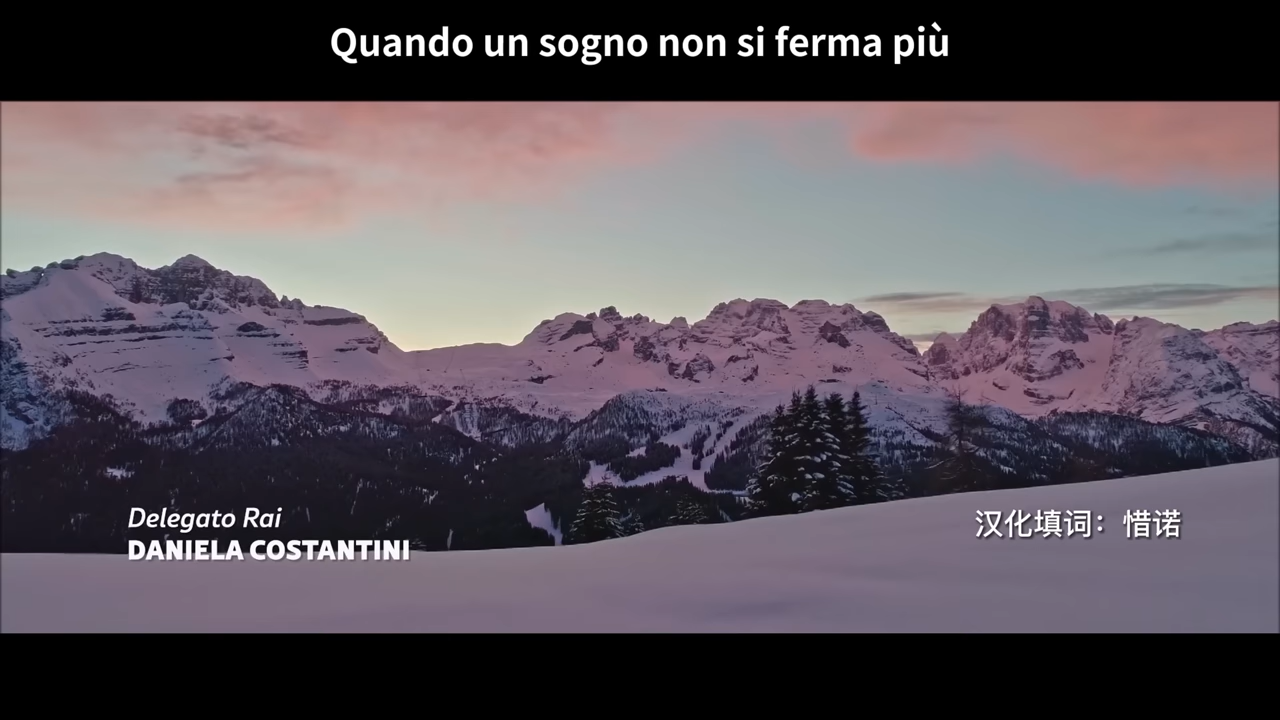 Quando un sogno non si ferma più
Delegato Rai
DANIELA COSTANTINI
汉化填词：惜诺